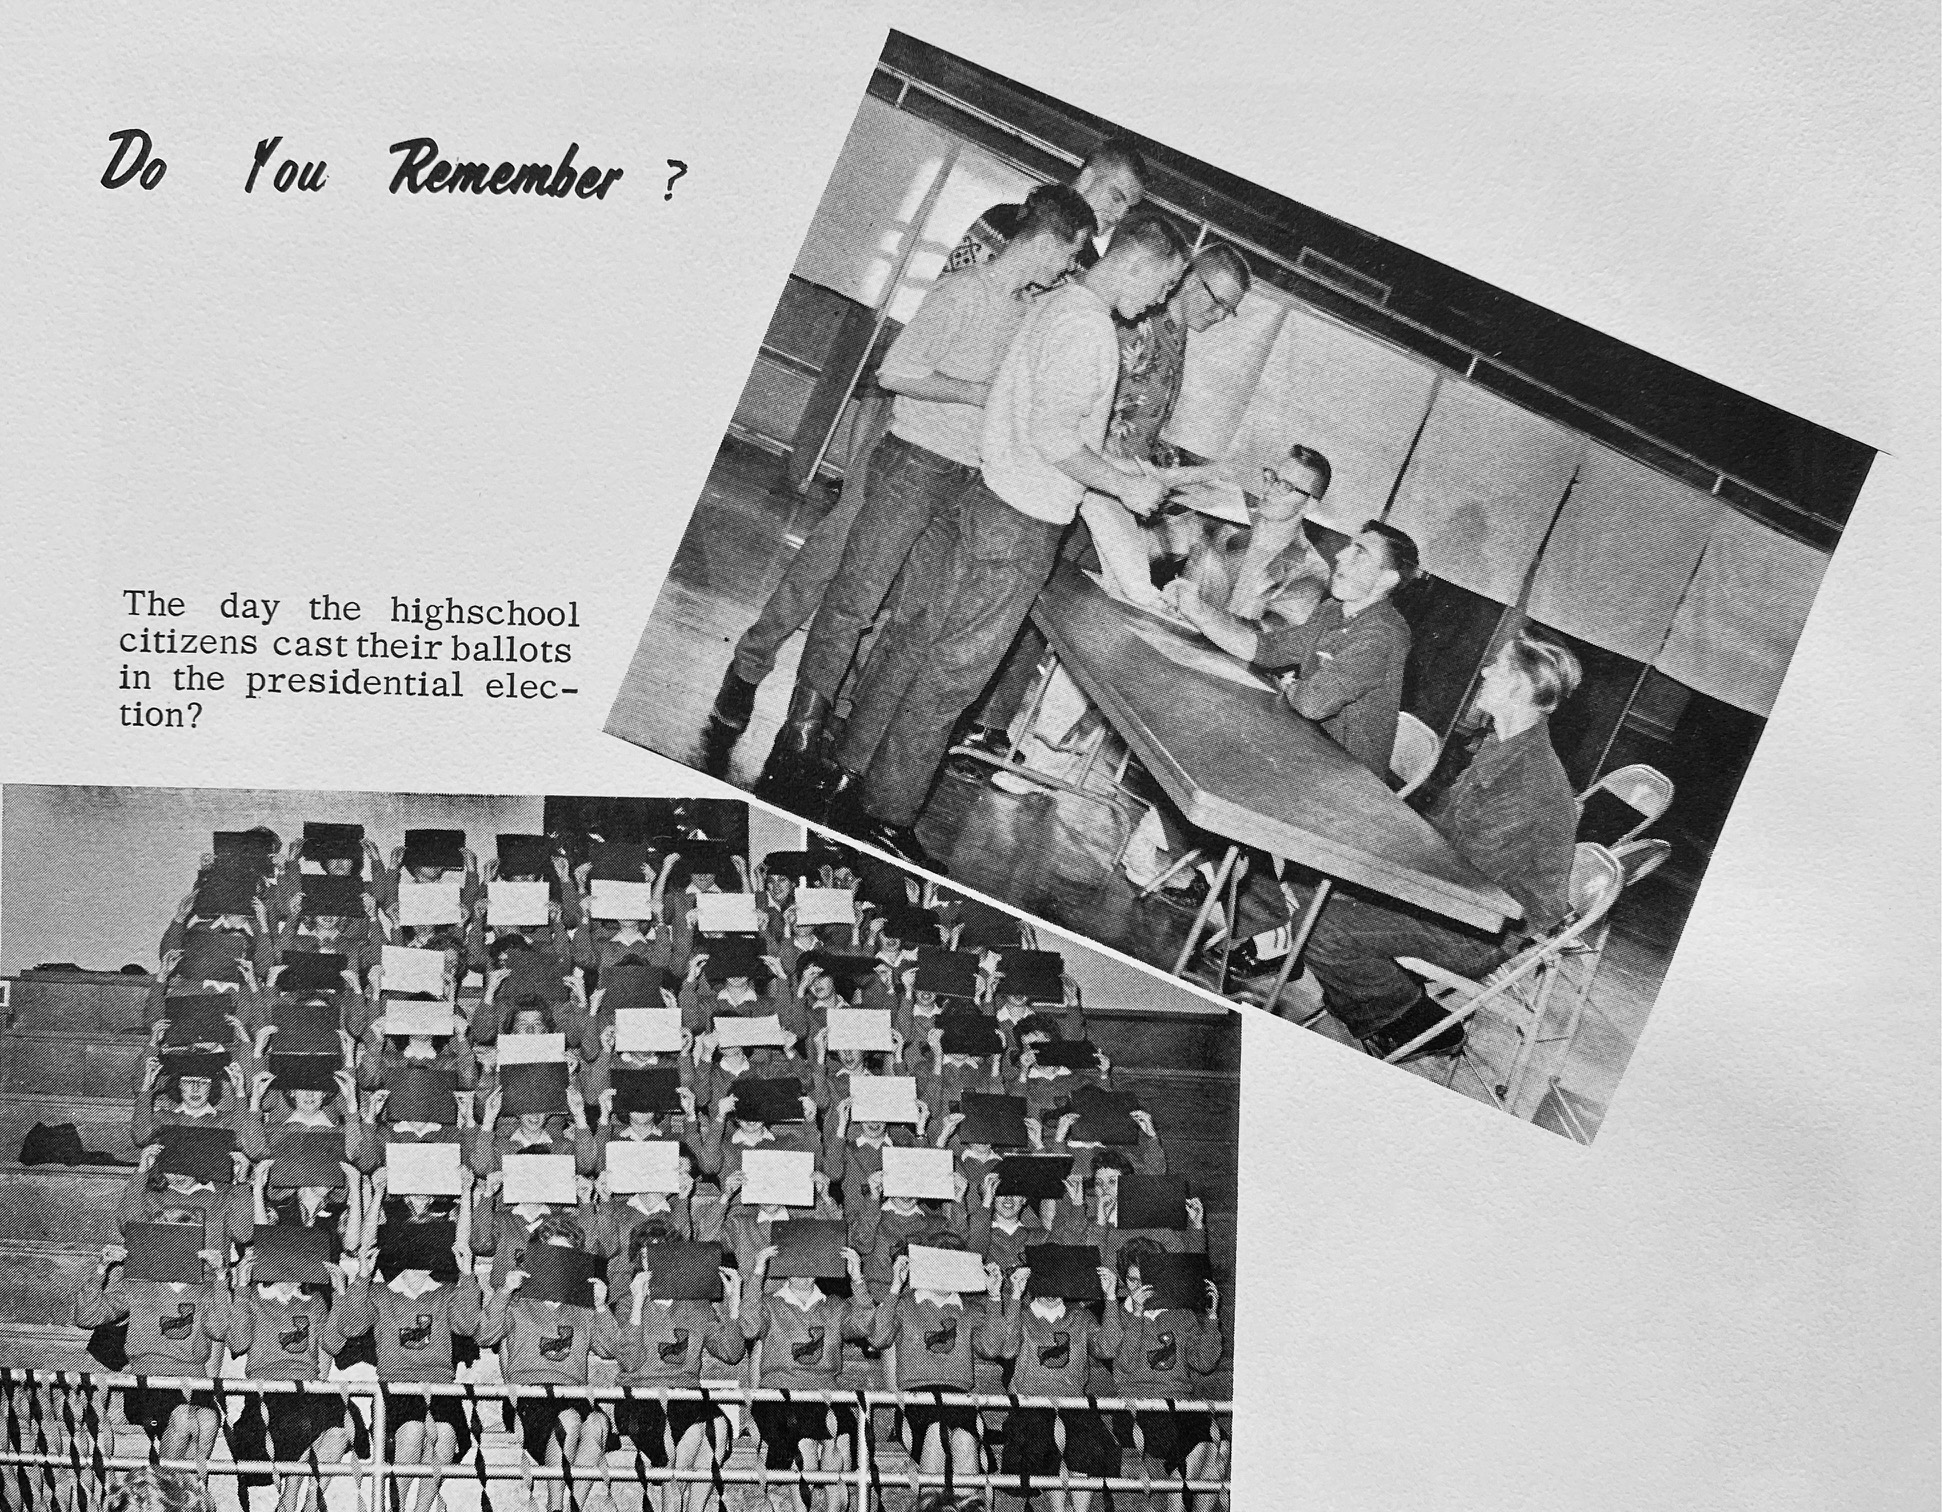 Do You Remember ?
The day the highschool
citizens cast their ballots
in the presidential elec-
tion?